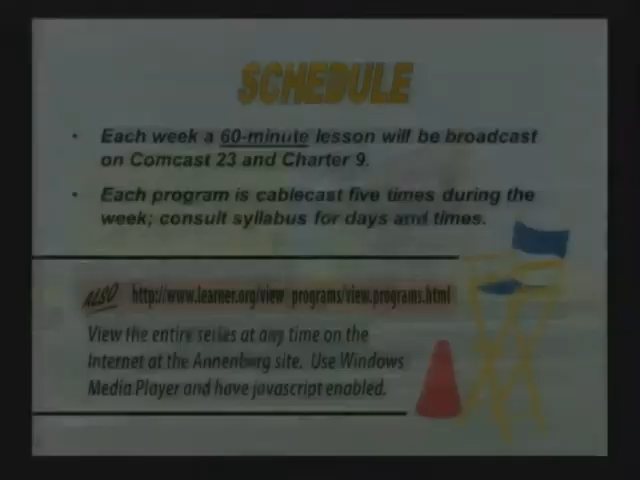 SCHEDULE
• Each week a 60-minute lesson will be broadcast
on Comcast 23 and Charter 9.
• Each program is cablecast five times during the
week; consult syllabus for days and times.
ALSO http://www.learner.org/view_programs/view.programs.html
View the entire series at any time on the
Internet at the Annenberg site. Use Windows
Media Player and have javascript enabled.